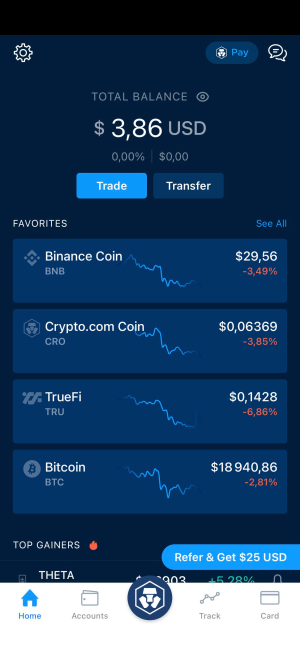 Pay
TOTAL BALANCE
$ 3,86 USD
0,00% $0,00
Trade Transfer
FAVORITES See All
Binance Coin $29,56
BNB -3,49%
Crypto.com Coin $0,06369
CRO -3,85%
TrueFi $0,1428
TRU -6,86%
Bitcoin $18 940,86
BTC -2,81%
TOP GAINERS
Refer & Get $25 USD
THETA +5,28%
Home Accounts Track Card